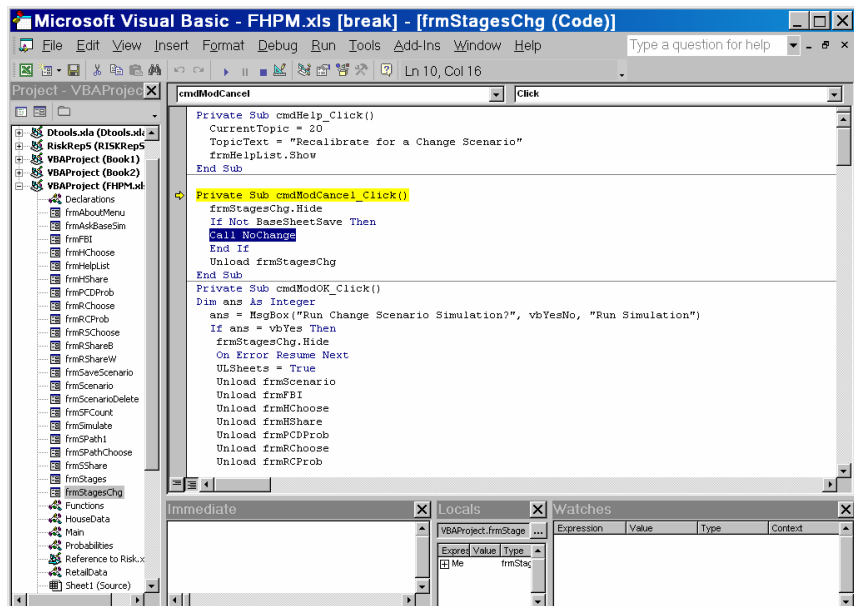 Microsoft Visual Basic - FHPM.xls [break] - [frmStagesChg (Code)]
File Edit View Insert Format Debug Run Tools Add-Ins Window Help
Type a question for help
Ln 10, Col 16
Project - VBAProjec
Dtools.xla (Dtools.xla
RiskRepS (RISKRepS
VBAProject (Book1)
VBAProject (Book2)
VBAProject (FHPM.xl
Declarations
frmAboutMenu
frmAskBaseSim
frmFBI
frmHChoose
frmHelpList
frmHShare
frmPCDProb
frmRChoose
frmRCProb
frmRSChoose
frmRShareB
frmRShareW
frmSaveScenario
frmScenario
frmScenarioDelete
frmSFCount
frmSimulate
frmSPath1
frmSPathChoose
frmSShare
frmStages
frmStagesChg
Functions
HouseData
Main
Probabilities
Reference to Risk.x
RetailData
Sheet1 (Source)
cmdModCancel
Click
Private Sub cmdHelp_Click()
CurrentTopic = 20
TopicText = "Recalibrate for a Change Scenario"
frmHelpList.Show
End Sub
Private Sub cmdModCancel_Click()
frmStagesChg.Hide
If Not BaseSheetSave Then
Call NoChange
End If
Unload frmStagesChg
End Sub
Private Sub cmdModOK_Click()
Dim ans As Integer
ans = MsgBox("Run Change Scenario Simulation?", vbYesNo, "Run Simulation")
If ans = vbYes Then
frmStagesChg.Hide
On Error Resume Next
ULSheets = True
Unload frmScenario
Unload frmFBI
Unload frmHChoose
Unload frmHShare
Unload frmPCDProb
Unload frmRChoose
Unload frmRCProb
Immediate
Locals
VBAProject.frmStage ...
Expres Value Type
Me frmStag
Watches
Expression Value Type Context